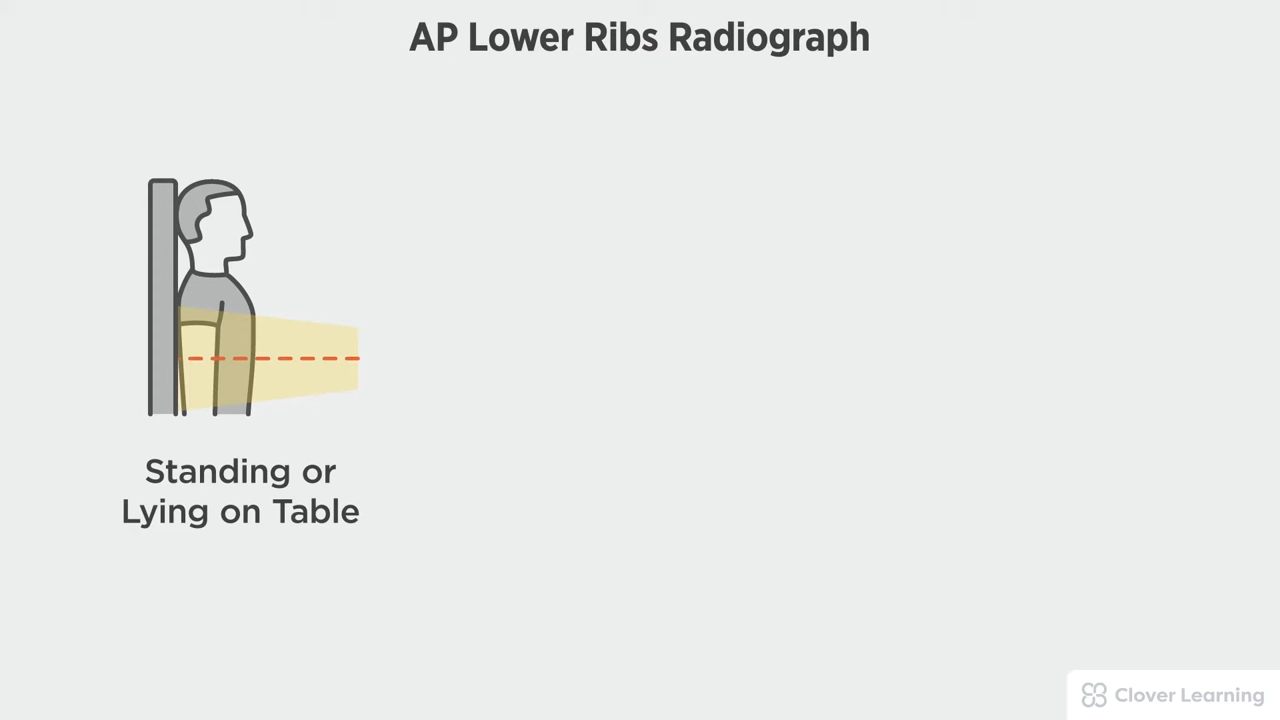 AP Lower Ribs Radiograph
Standing or
Lying on Table
Clover Learning